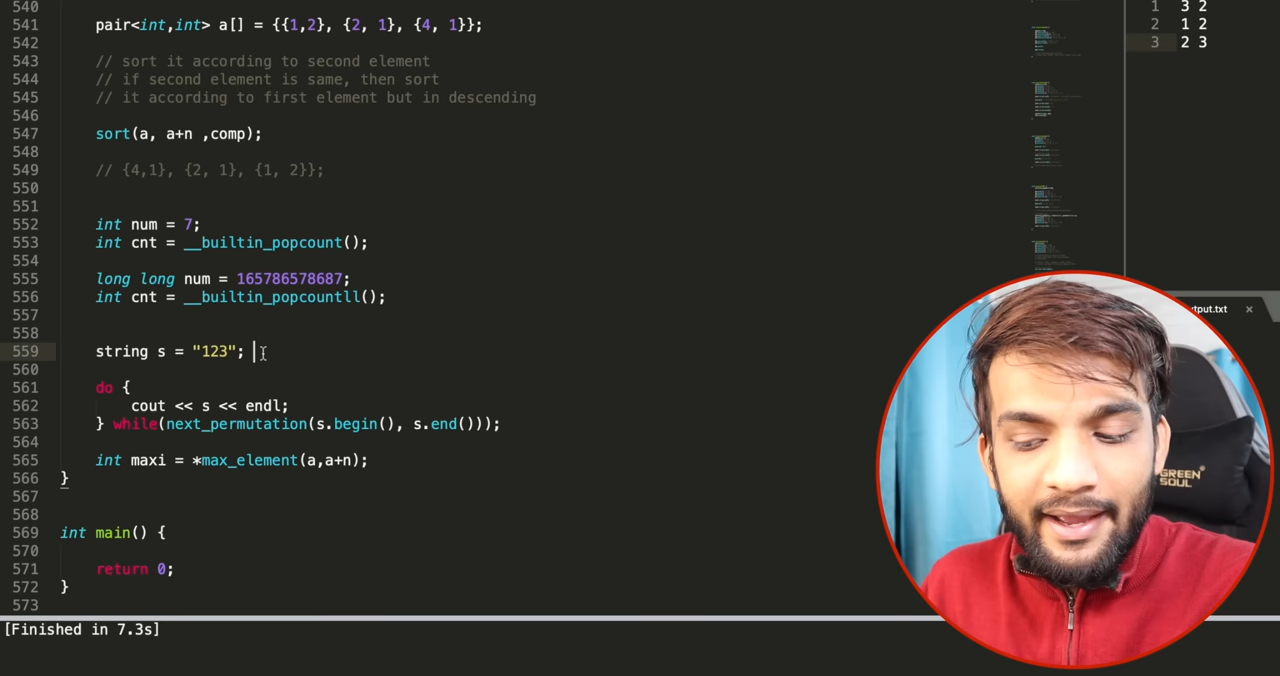 540
541 pair<int,int> a[] = {{1,2}, {2, 1}, {4, 1}};
542
543 // sort it according to second element
544 // if second element is same, then sort
545 // it according to first element but in descending
546
547 sort(a, a+n ,comp);
548
549 // {4,1}, {2, 1}, {1, 2}};
550
551
552 int num = 7;
553 int cnt = __builtin_popcount();
554
555 long long num = 165786578687;
556 int cnt = __builtin_popcountll();
557
558
559 string s = "123";
560
561 do {
562 cout << s << endl;
563 } while(next_permutation(s.begin(), s.end()));
564
565 int maxi = *max_element(a,a+n);
566 }
567
568
569 int main() {
570
571 return 0;
572 }
573
[Finished in 7.3s]
1 3 2
2 1 2
3 2 3
utput.txt ×
GREEN
SOUL